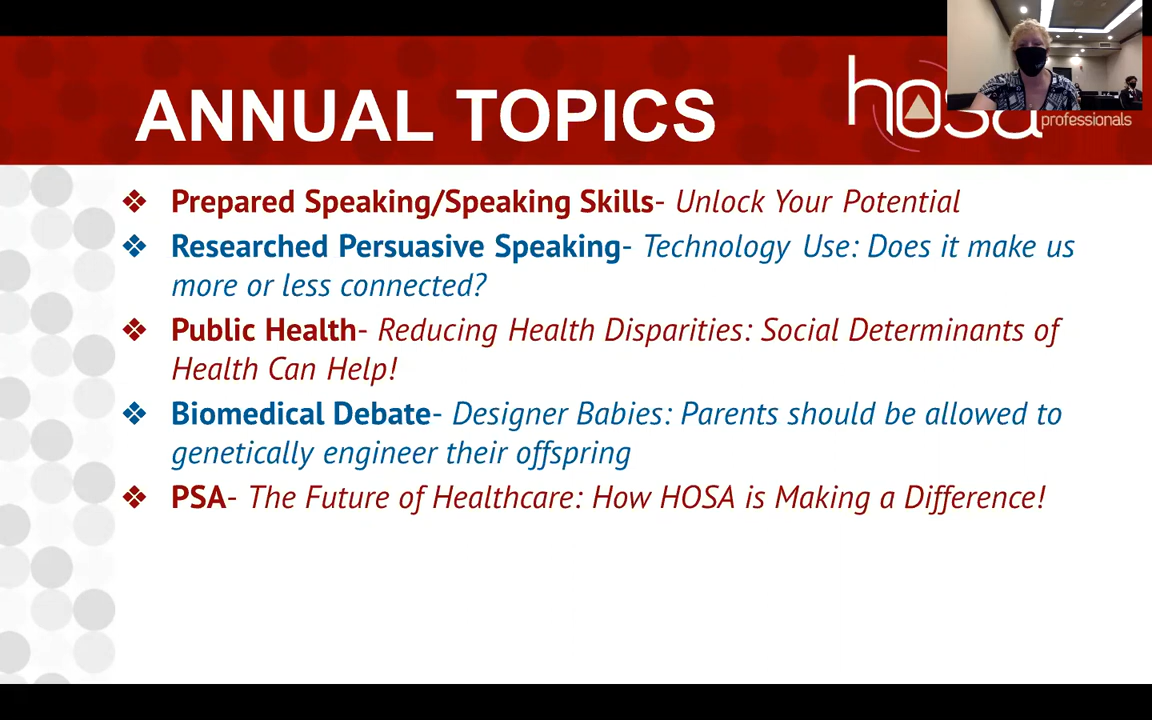 ANNUAL TOPICS
hosa
professionals
❖ Prepared Speaking/Speaking Skills- Unlock Your Potential
❖ Researched Persuasive Speaking- Technology Use: Does it make us
more or less connected?
❖ Public Health- Reducing Health Disparities: Social Determinants of
Health Can Help!
❖ Biomedical Debate- Designer Babies: Parents should be allowed to
genetically engineer their offspring
❖ PSA- The Future of Healthcare: How HOSA is Making a Difference!